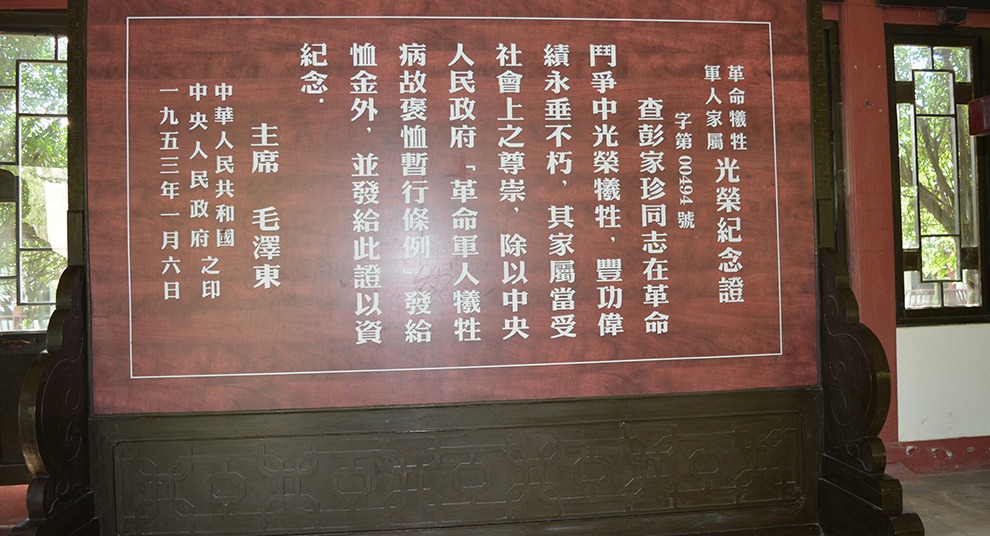 革命犧牲
軍人家屬
光榮紀念證
字第00494號
查彭家珍同志在革命
鬥爭中光榮犧牲，豐功偉
績永垂不朽，其家屬當受
社會上之尊崇，除以中央
人民政府「革命軍人犧牲
病故褒恤暫行條例」發給
恤金外，並發給此證以資
紀念．
主席 毛澤東
中華人民共和國
中央人民政府之印
一九五三年一月六日